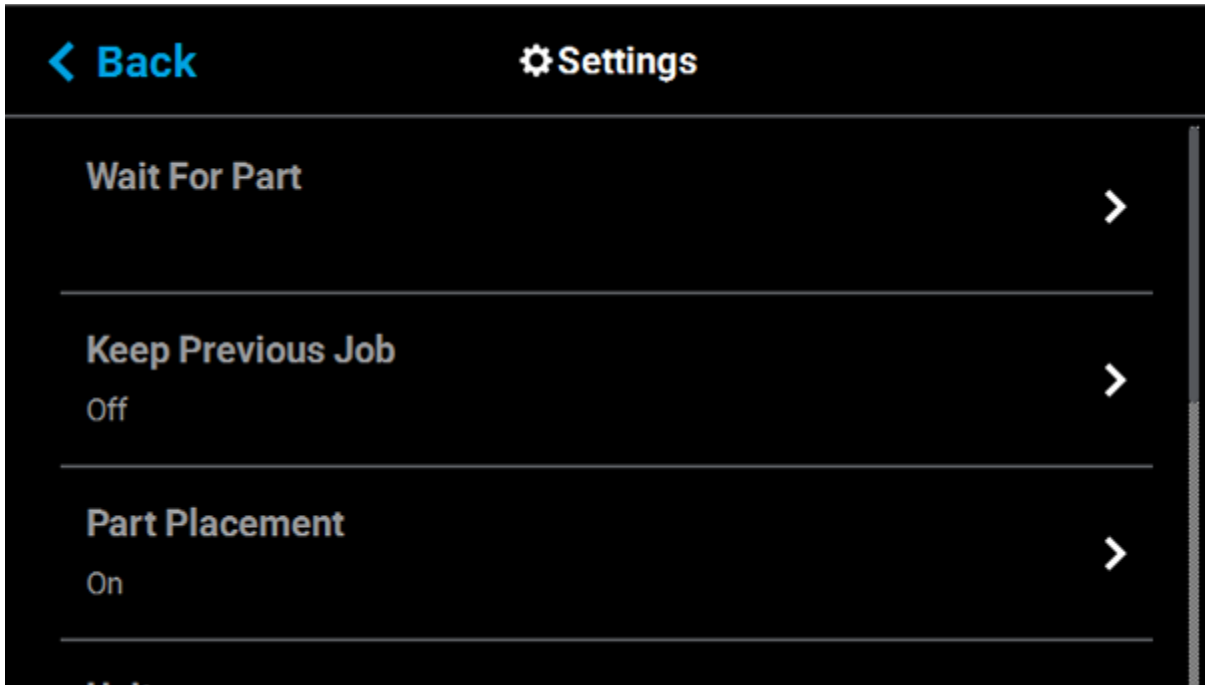 Back
Settings
Wait For Part
Keep Previous Job
Off
Part Placement
On